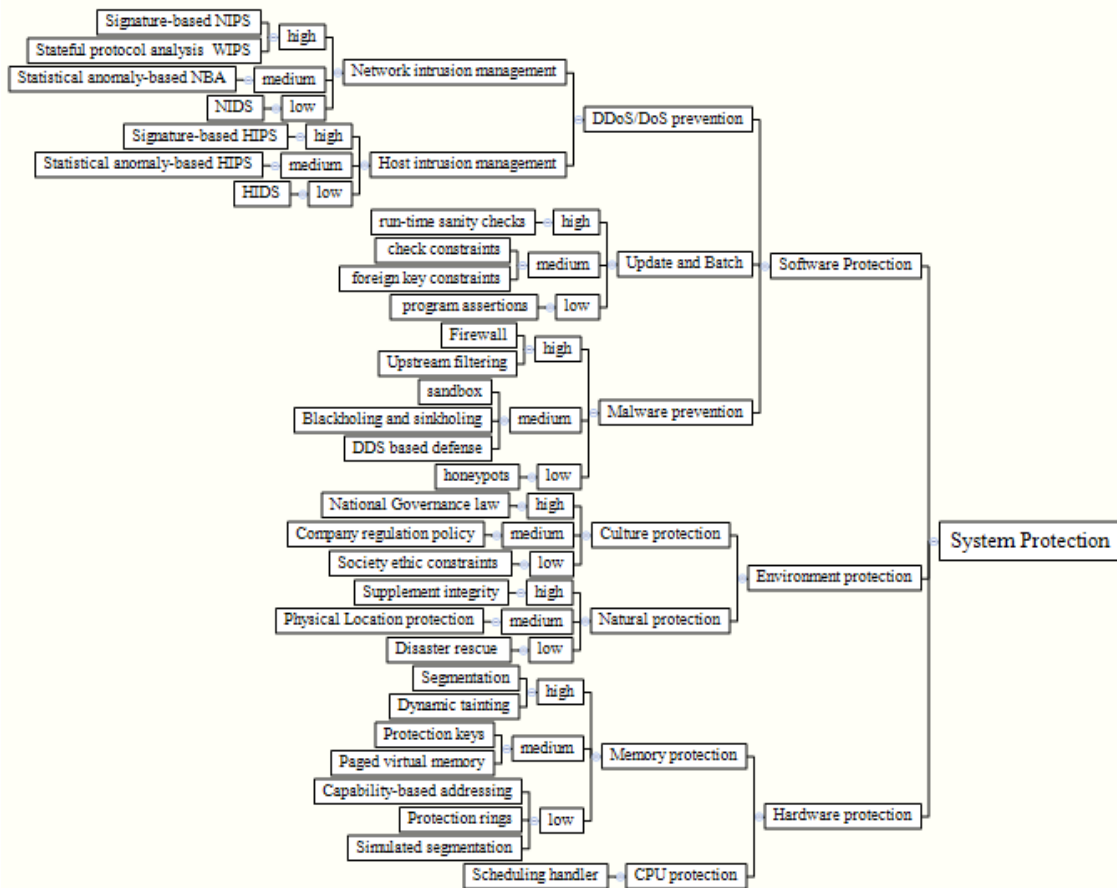 Signature-based NIPS
high
Stateful protocol analysis WIPS
Network intrusion management
Statistical anomaly-based NBA
medium
NIDS
low
DDoS/DoS prevention
Signature-based HIPS
high
Statistical anomaly-based HIPS
medium
Host intrusion management
HIDS
low
run-time sanity checks
high
check constraints
medium
foreign key constraints
Update and Batch
Software Protection
program assertions
low
Firewall
high
Upstream filtering
sandbox
Blackholing and sinkholing
medium
Malware prevention
DDS based defense
honeypots
low
National Governance law
high
Company regulation policy
medium
Culture protection
System Protection
Society ethic constraints
low
Environment protection
Supplement integrity
high
Physical Location protection
medium
Natural protection
Disaster rescue
low
Segmentation
high
Dynamic tainting
Protection keys
medium
Memory protection
Paged virtual memory
Capability-based addressing
Protection rings
low
Hardware protection
Simulated segmentation
Scheduling handler
CPU protection